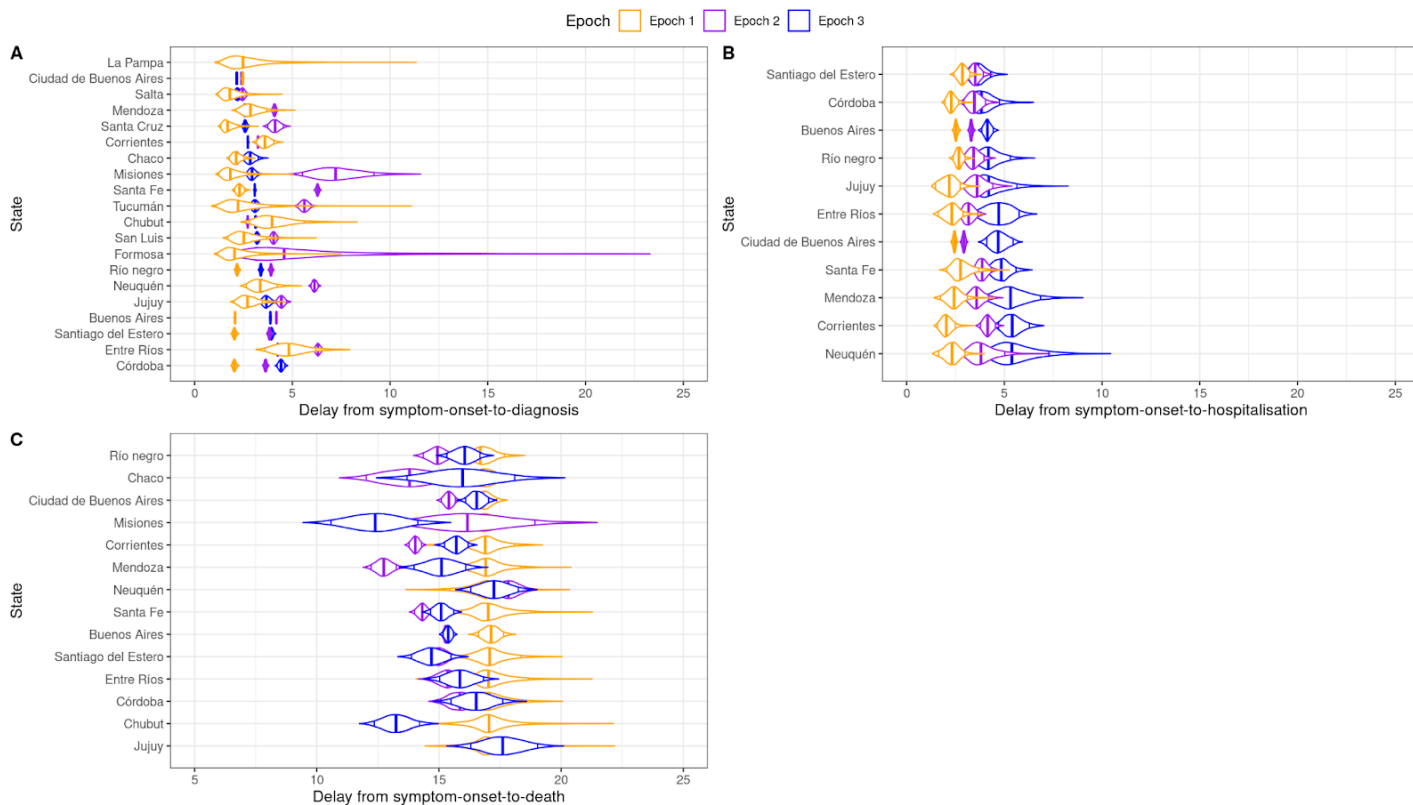 Epoch Epoch 1 Epoch 2 Epoch 3
A
State
La Pampa
Ciudad de Buenos Aires
Salta
Mendoza
Santa Cruz
Corrientes
Chaco
Misiones
Santa Fe
Tucumán
Chubut
San Luis
Formosa
Río negro
Neuquén
Jujuy
Buenos Aires
Santiago del Estero
Entre Ríos
Córdoba
0 5 10 15 20 25
Delay from symptom-onset-to-diagnosis
B
State
Santiago del Estero
Córdoba
Buenos Aires
Río negro
Jujuy
Entre Ríos
Ciudad de Buenos Aires
Santa Fe
Mendoza
Corrientes
Neuquén
0 5 10 15 20 25
Delay from symptom-onset-to-hospitalisation
C
State
Río negro
Chaco
Ciudad de Buenos Aires
Misiones
Corrientes
Mendoza
Neuquén
Santa Fe
Buenos Aires
Santiago del Estero
Entre Ríos
Córdoba
Chubut
Jujuy
5 10 15 20 25
Delay from symptom-onset-to-death